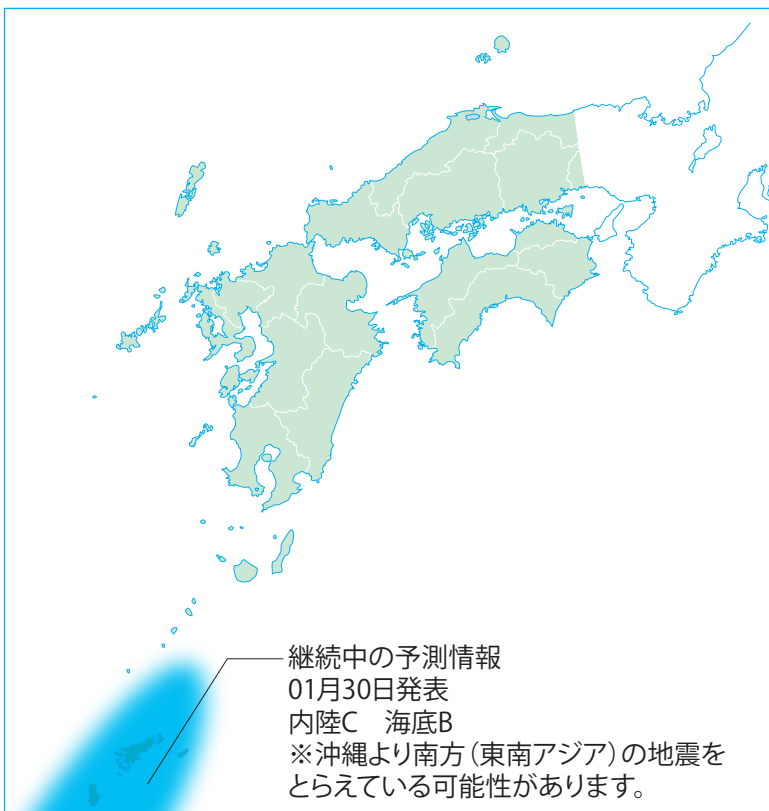 継続中の予測情報
01月30日発表
内陸C　海底B
※沖縄より南方（東南アジア）の地震を
とらえている可能性があります。